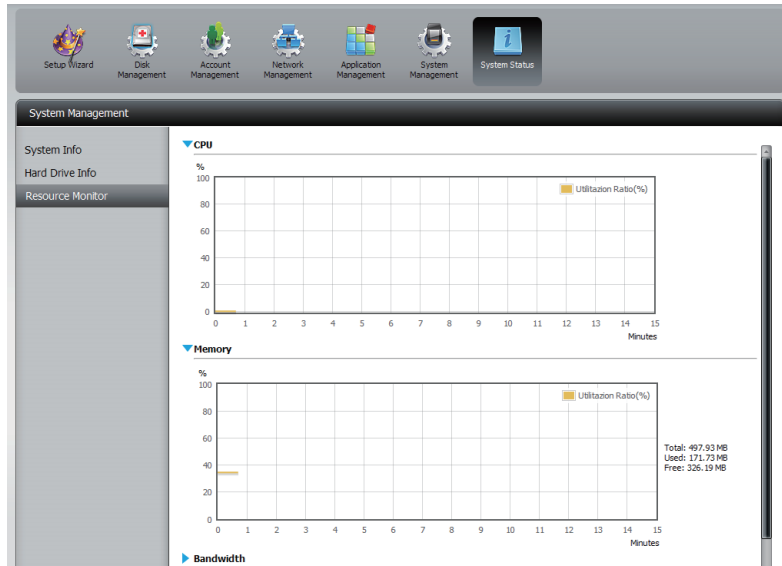 Setup Wizard
Disk Management
Account Management
Network Management
Application Management
System Management
System Status
System Management
System Info
Hard Drive Info
Resource Monitor
CPU
%
100
80
60
40
20
0
Utilitazion Ratio(%)
0 1 2 3 4 5 6 7 8 9 10 11 12 13 14 15
Minutes
Memory
%
100
80
60
40
20
0
Utilitazion Ratio(%)
Total: 497.93 MB
Used: 171.73 MB
Free: 326.19 MB
0 1 2 3 4 5 6 7 8 9 10 11 12 13 14 15
Minutes
Bandwidth